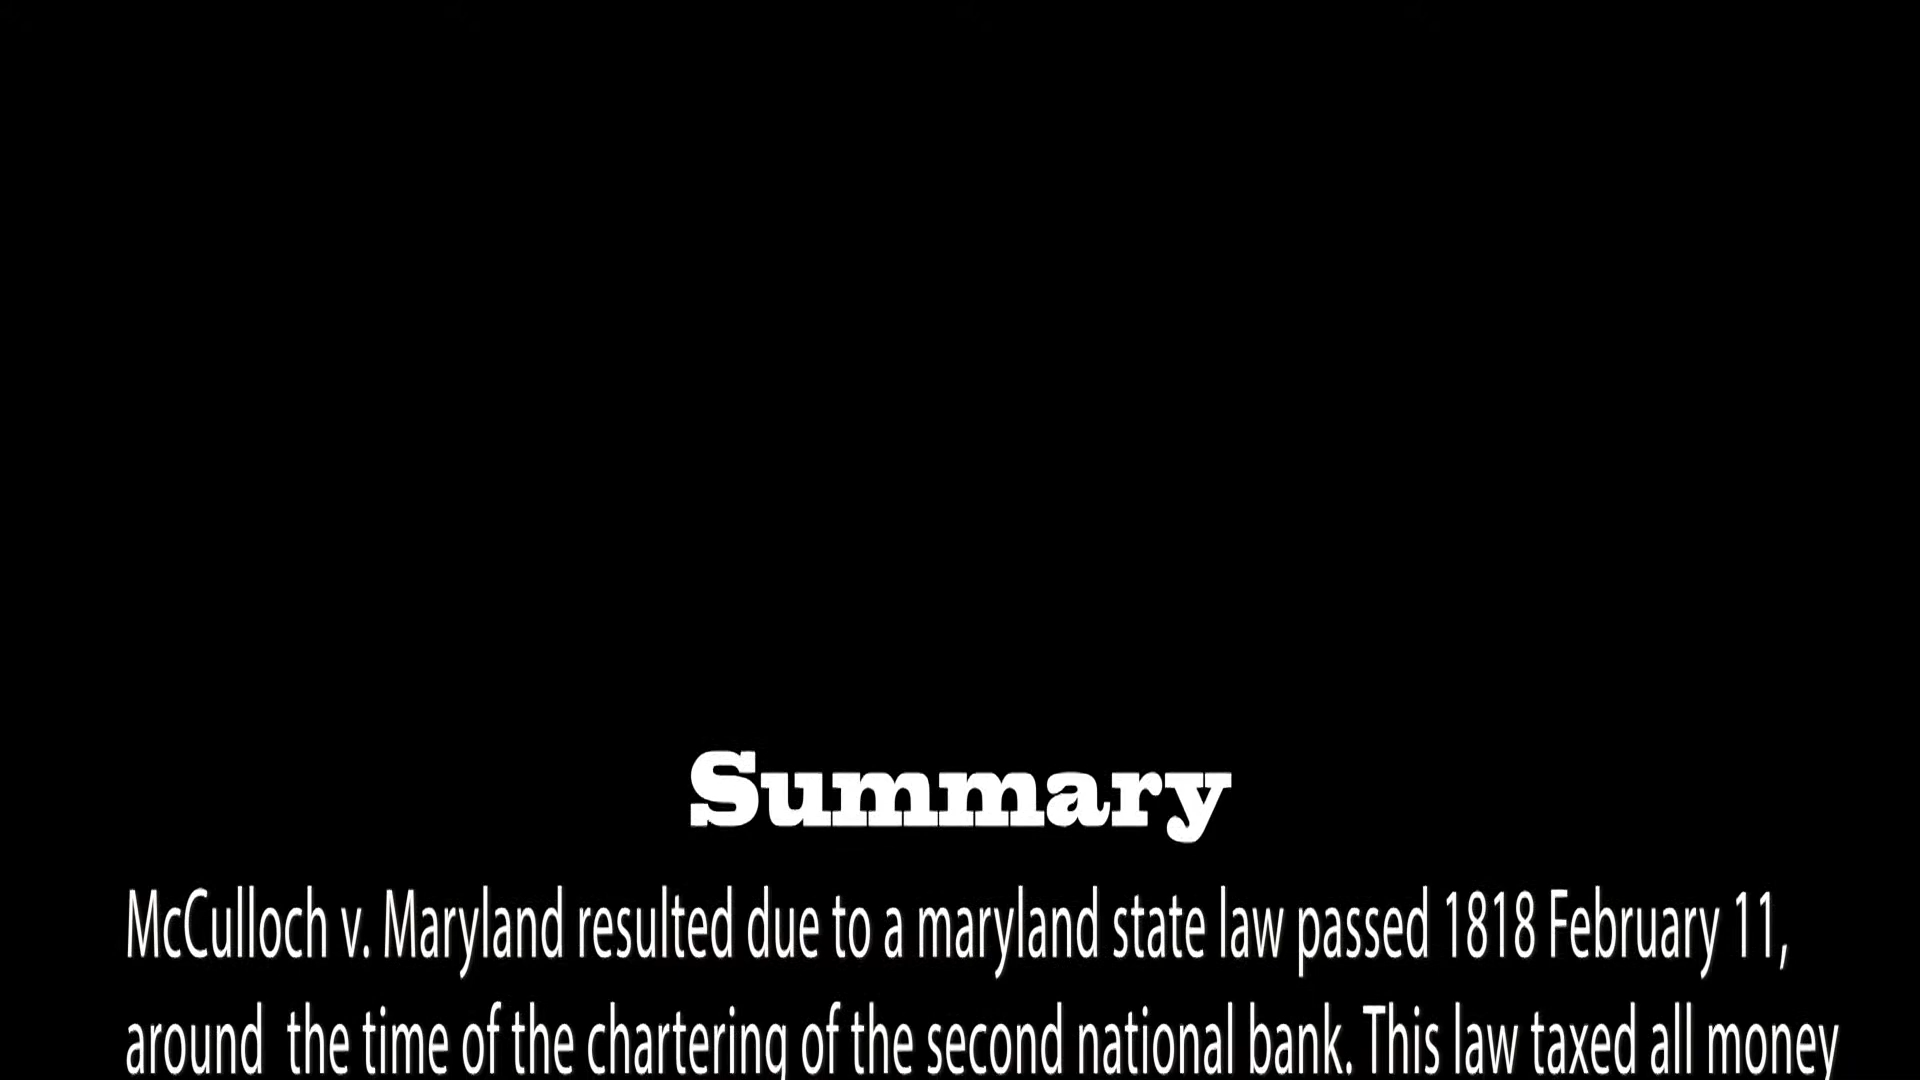 Summary
McCulloch v. Maryland resulted due to a maryland state law passed 1818 February 11,
around  the time of the chartering of the second national bank. This law taxed all money